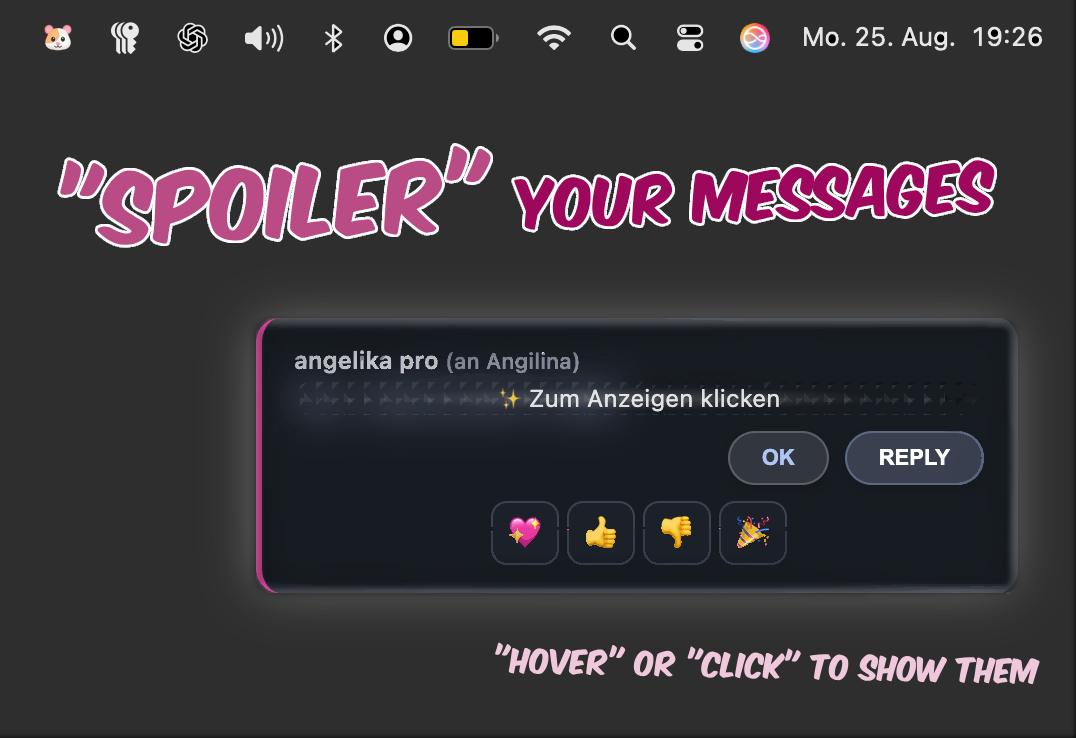 Mo. 25. Aug. 19:26
"SPOILER" YOUR MESSAGES
angelika pro (an Angilina)
✨ Zum Anzeigen klicken
OK REPLY
"HOVER" OR "CLICK" TO SHOW THEM